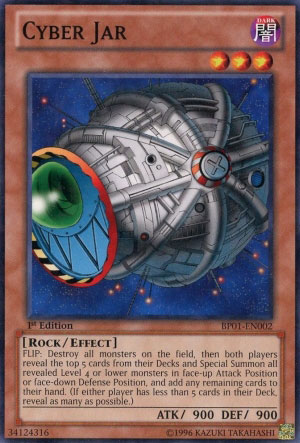 CYBER JAR
DARK
闇
1st Edition
BP01-EN002
[ROCK/EFFECT]
FLIP: Destroy all monsters on the field, then both players
reveal the top 5 cards from their Decks and Special Summon all
revealed Level 4 or lower monsters in face-up Attack Position
or face-down Defense Position, and add any remaining cards to
their hand. (If either player has less than 5 cards in their Deck,
reveal as many as possible.)
ATK/ 900 DEF/ 900
34124316
©1996 KAZUKI TAKAHASHI